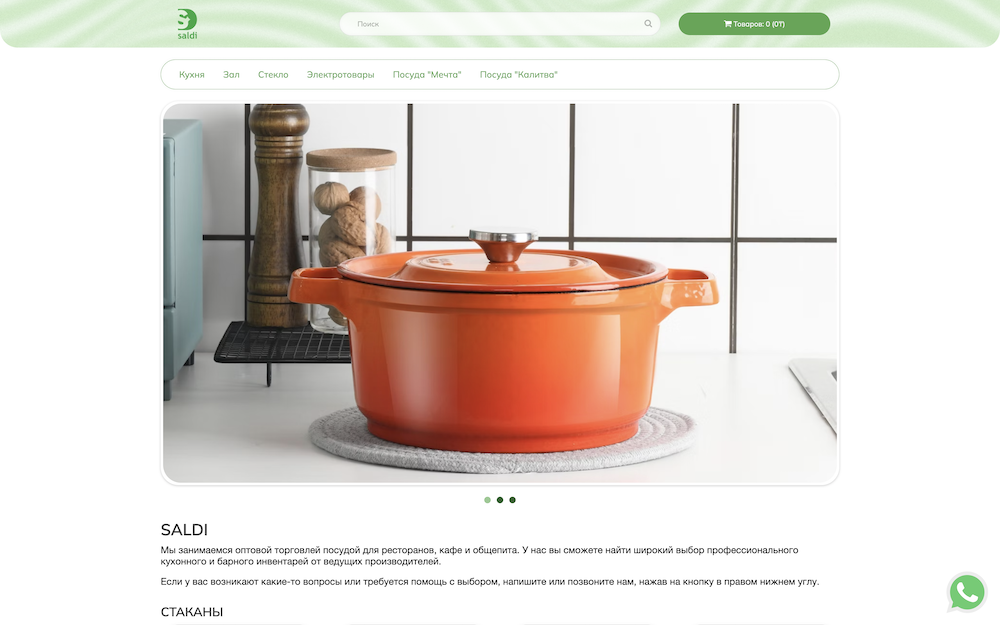 saldi
Поиск
Товаров: 0 (0₸)
Кухня
Зал
Стекло
Электротовары
Посуда "Мечта"
Посуда "Калитва"
SALDI
Мы занимаемся оптовой торговлей посудой для ресторанов, кафе и общепита. У нас вы сможете найти широкий выбор профессионального
кухонного и барного инвентарей от ведущих производителей.
Если у вас возникают какие-то вопросы или требуется помощь с выбором, напишите или позвоните нам, нажав на кнопку в правом нижнем углу.
СТАКАНЫ